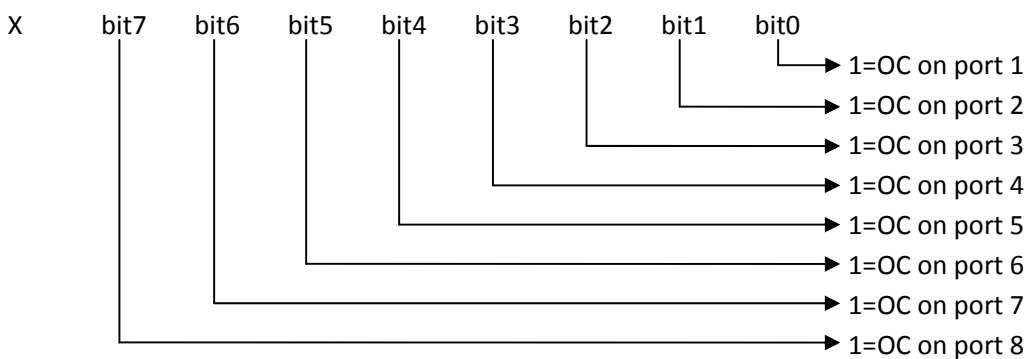 X bit7 bit6 bit5 bit4 bit3 bit2 bit1 bit0
1=OC on port 1
1=OC on port 2
1=OC on port 3
1=OC on port 4
1=OC on port 5
1=OC on port 6
1=OC on port 7
1=OC on port 8